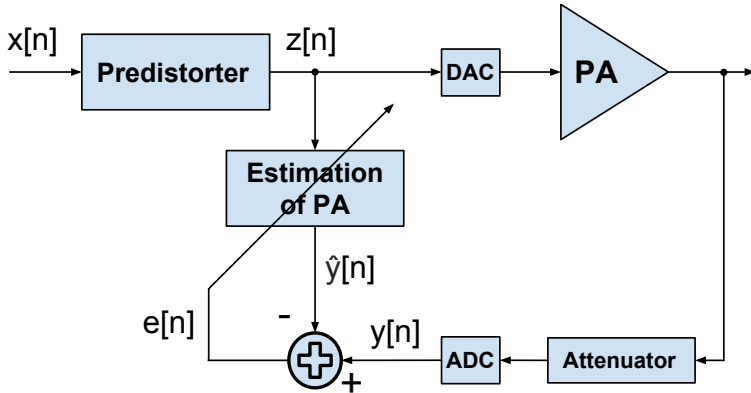 x[n]
Predistorter
z[n]
DAC
PA
Estimation
of PA
ŷ[n]
-
e[n]
y[n]
+
ADC
Attenuator